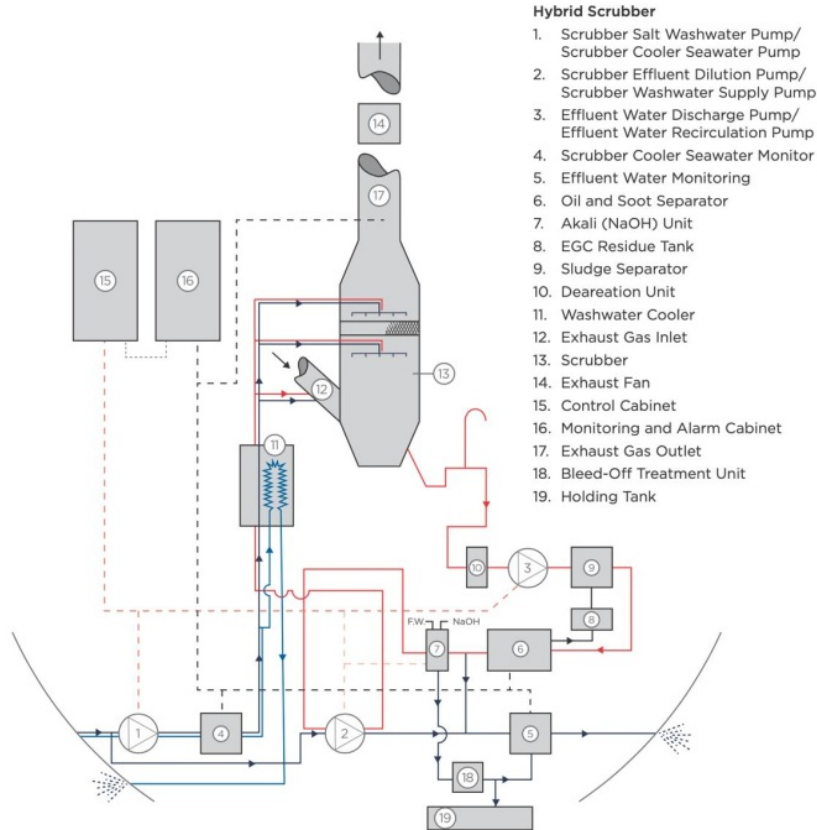 Hybrid Scrubber
1. Scrubber Salt Washwater Pump/
Scrubber Cooler Seawater Pump
2. Scrubber Effluent Dilution Pump/
Scrubber Washwater Supply Pump
3. Effluent Water Discharge Pump/
Effluent Water Recirculation Pump
4. Scrubber Cooler Seawater Monitor
5. Effluent Water Monitoring
6. Oil and Soot Separator
7. Akali (NaOH) Unit
8. EGC Residue Tank
9. Sludge Separator
10. Deareation Unit
11. Washwater Cooler
12. Exhaust Gas Inlet
13. Scrubber
14. Exhaust Fan
15. Control Cabinet
16. Monitoring and Alarm Cabinet
17. Exhaust Gas Outlet
18. Bleed-Off Treatment Unit
19. Holding Tank
14
17
15
16
13
12
11
10
3
9
8
F.W.
NaOH
7
6
1
4
2
5
18
19